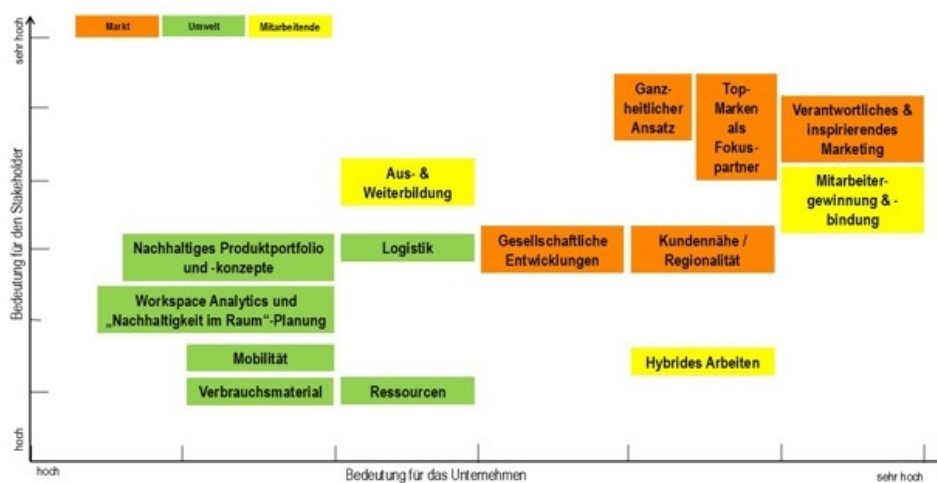 sehr hoch
Markt
Umwelt
Mitarbeitende
Ganz-
heitlicher
Ansatz
Top-
Marken
als
Fokus-
partner
Verantwortliches &
inspirierendes
Marketing
Aus- &
Weiterbildung
Mitarbeiter-
gewinnung & -
bindung
Bedeutung für den Stakeholder
Nachhaltiges Produktportfolio
und -konzepte
Logistik
Gesellschaftliche
Entwicklungen
Kundennähe /
Regionalität
Workspace Analytics und
„Nachhaltigkeit im Raum“-Planung
Mobilität
Hybrides Arbeiten
Verbrauchsmaterial
Ressourcen
hoch
hoch
Bedeutung für das Unternehmen
sehr hoch